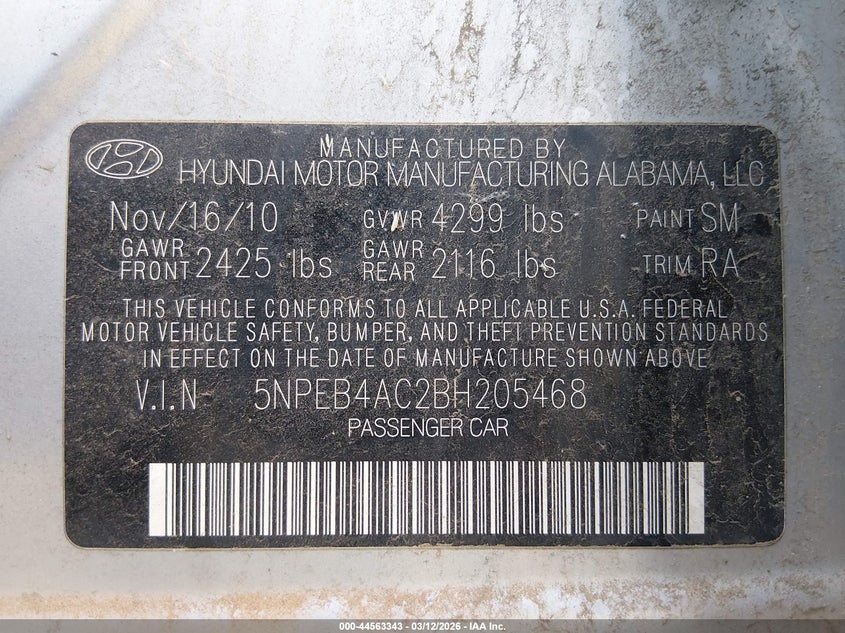 MANUFACTURED BY
HYUNDAI MOTOR MANUFACTURING ALABAMA, LLC
Nov/16/10 GVWR 4299 lbs PAINT SM
GAWR FRONT 2425 lbs GAWR REAR 2116 lbs TRIM RA
THIS VEHICLE CONFORMS TO ALL APPLICABLE U.S.A. FEDERAL
MOTOR VEHICLE SAFETY, BUMPER, AND THEFT PREVENTION STANDARDS
IN EFFECT ON THE DATE OF MANUFACTURE SHOWN ABOVE
V.I.N 5NPEB4AC2BH205468
PASSENGER CAR
000-44563343 - 03/12/2026 - IAA Inc.